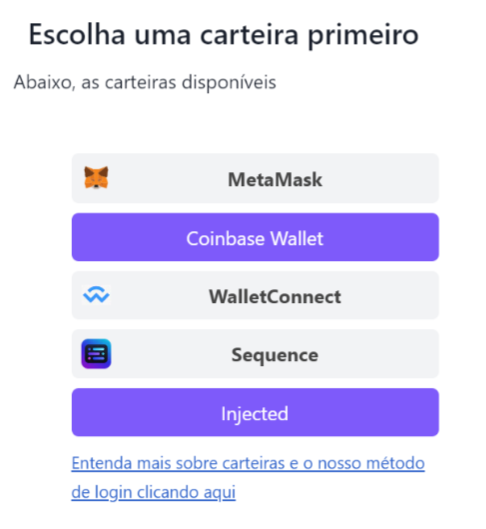 Escolha uma carteira primeiro
Abaixo, as carteiras disponíveis
MetaMask
Coinbase Wallet
WalletConnect
Sequence
Injected
Entenda mais sobre carteiras e o nosso método
de login clicando aqui